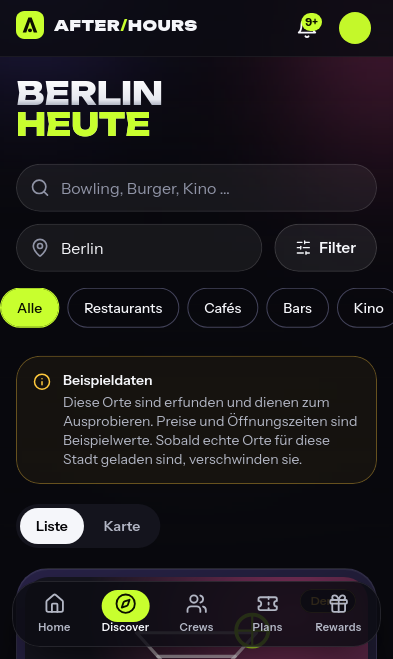 AFTER/HOURS
9+
BERLIN
HEUTE
Bowling, Burger, Kino ...
Berlin
Filter
Alle
Restaurants
Cafés
Bars
Kino
Beispieldaten
Diese Orte sind erfunden und dienen zum
Ausprobieren. Preise und Öffnungszeiten sind
Beispielwerte. Sobald echte Orte für diese
Stadt geladen sind, verschwinden sie.
Liste
Karte
Home
Discover
Crews
Plans
Rewards